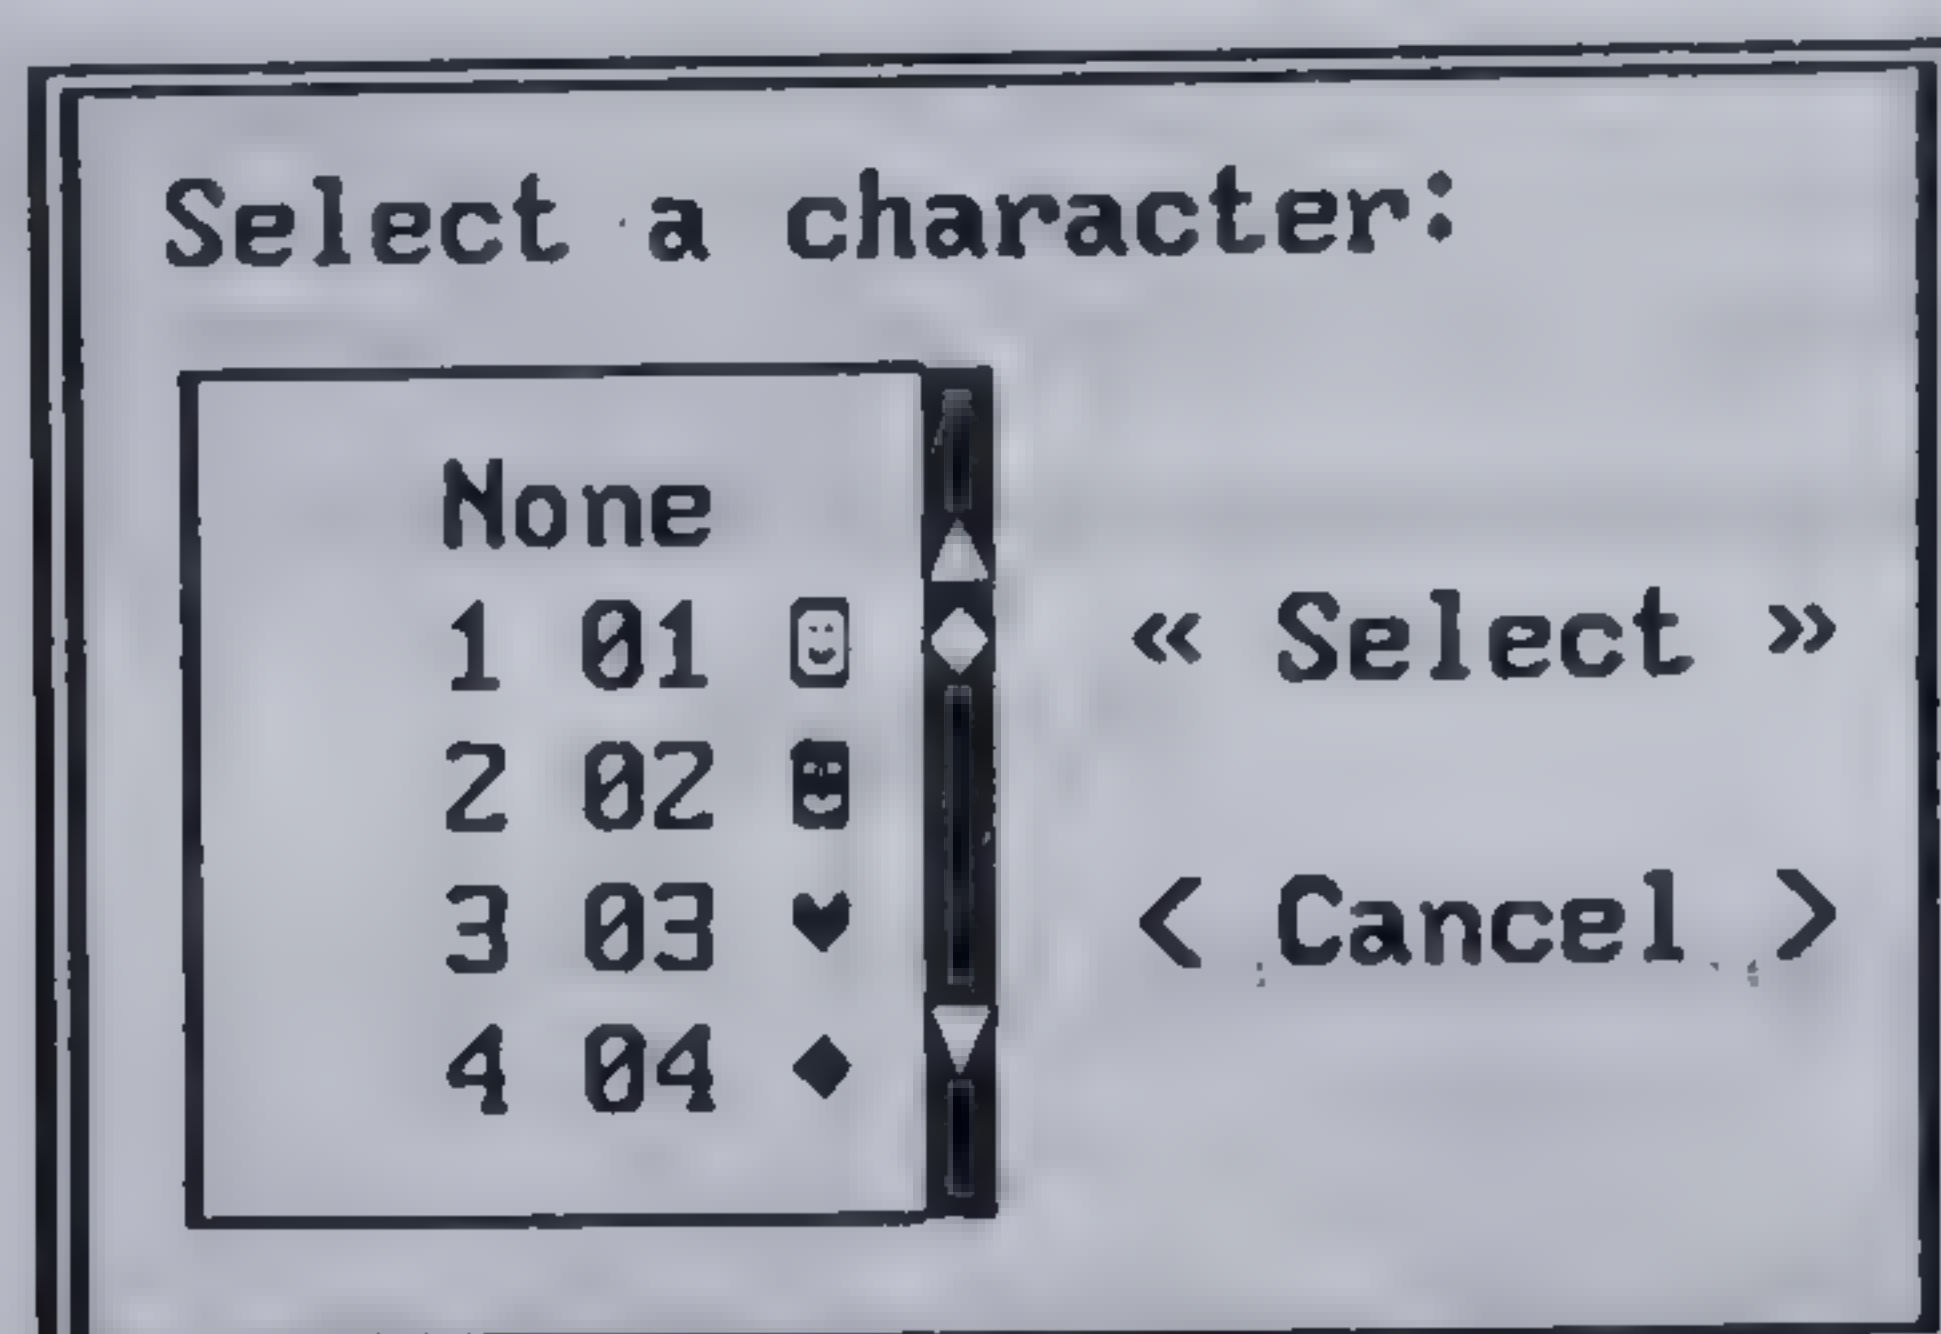 Select a character:
None
1 01 ☺
« Select »
2 02 ☻
3 03 ♥
< Cancel >
4 04 ♦